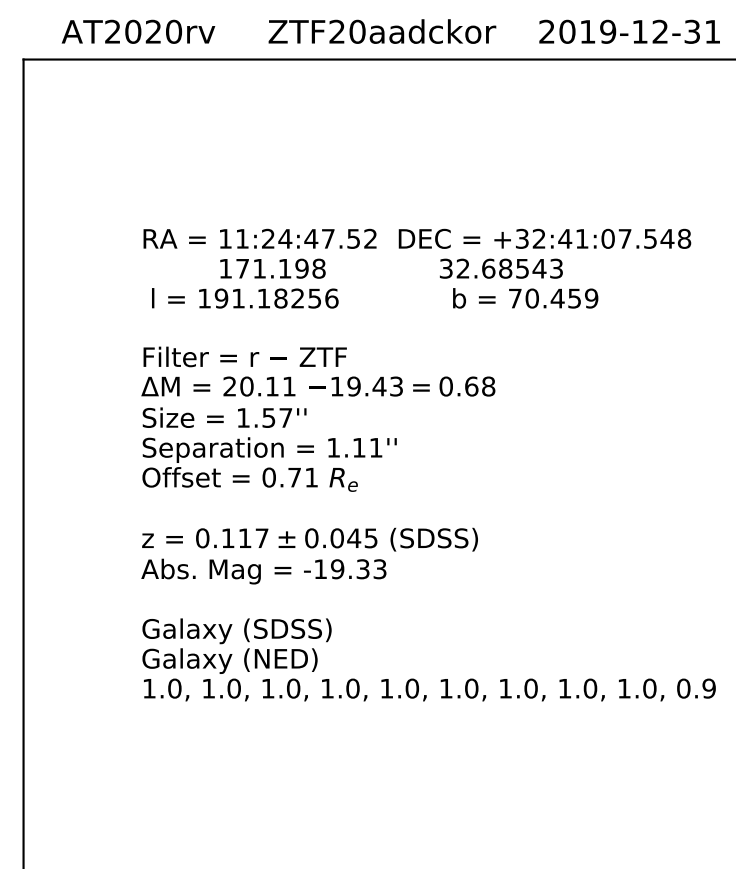 AT2020rv ZTF20aadckor 2019-12-31
RA = 11:24:47.52 DEC = +32:41:07.548
171.198 32.68543
l = 191.18256 b = 70.459
Filter = r − ZTF
ΔM = 20.11 −19.43 = 0.68
Size = 1.57''
Separation = 1.11''
Offset = 0.71 Re
z = 0.117 ± 0.045 (SDSS)
Abs. Mag = -19.33
Galaxy (SDSS)
Galaxy (NED)
1.0, 1.0, 1.0, 1.0, 1.0, 1.0, 1.0, 1.0, 1.0, 0.9